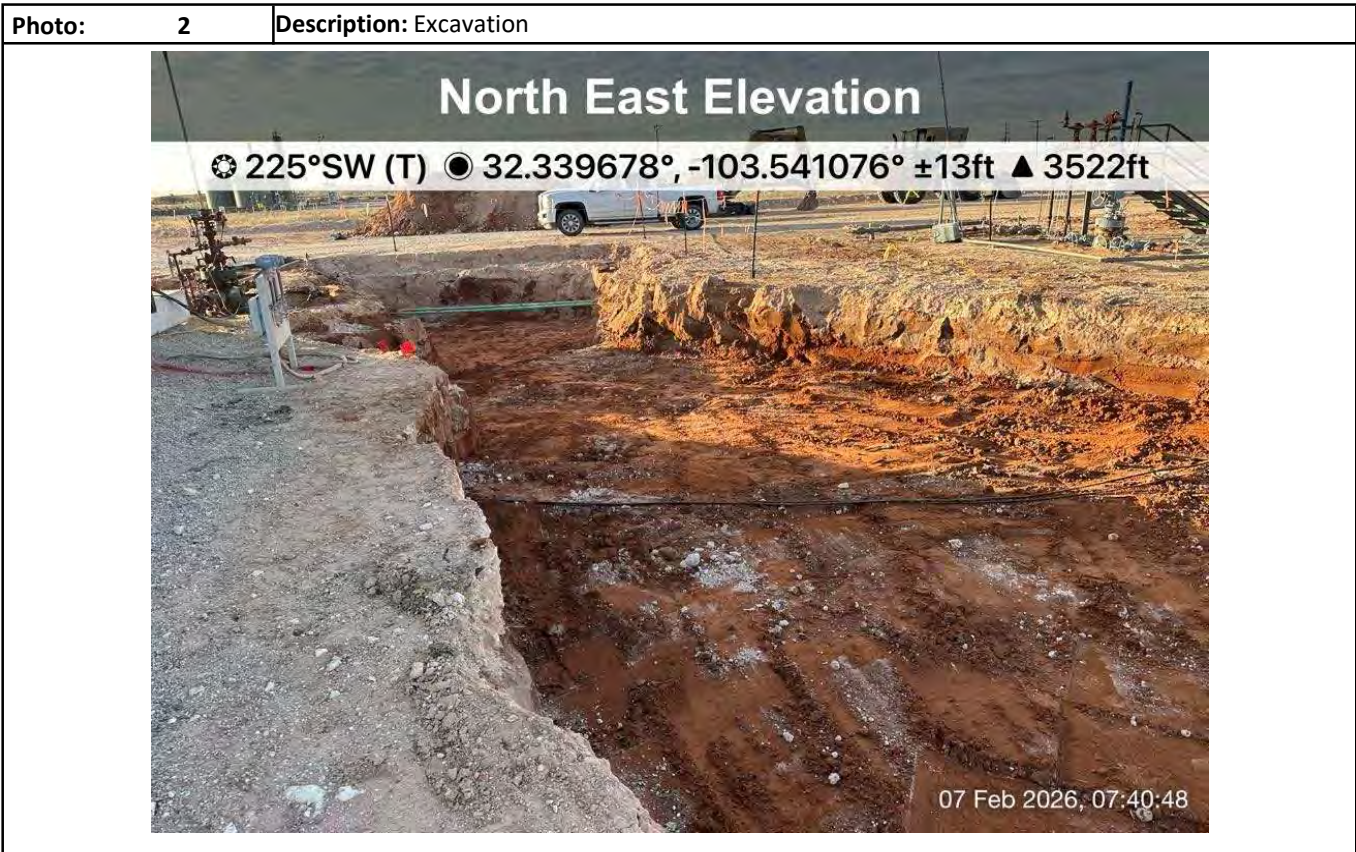 Photo: 2 Description: Excavation
North East Elevation
225°SW (T) 32.339678°, -103.541076° ±13ft ▲ 3522ft
07 Feb 2026, 07:40:48